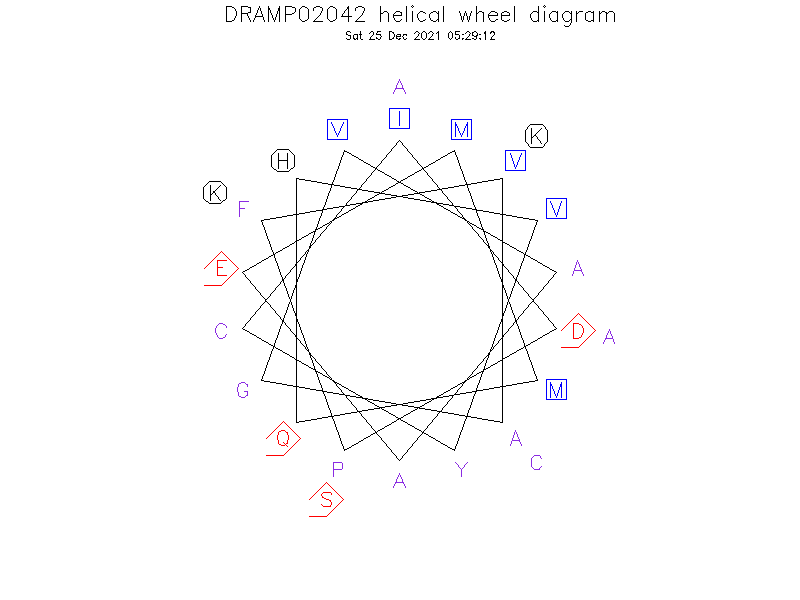 DRAMP02042 helical wheel diagram
Sat 25 Dec 2021 05:29:12
A
V I M K
H V
K F V
E A
C D A
G M
Q A
P A Y C
S